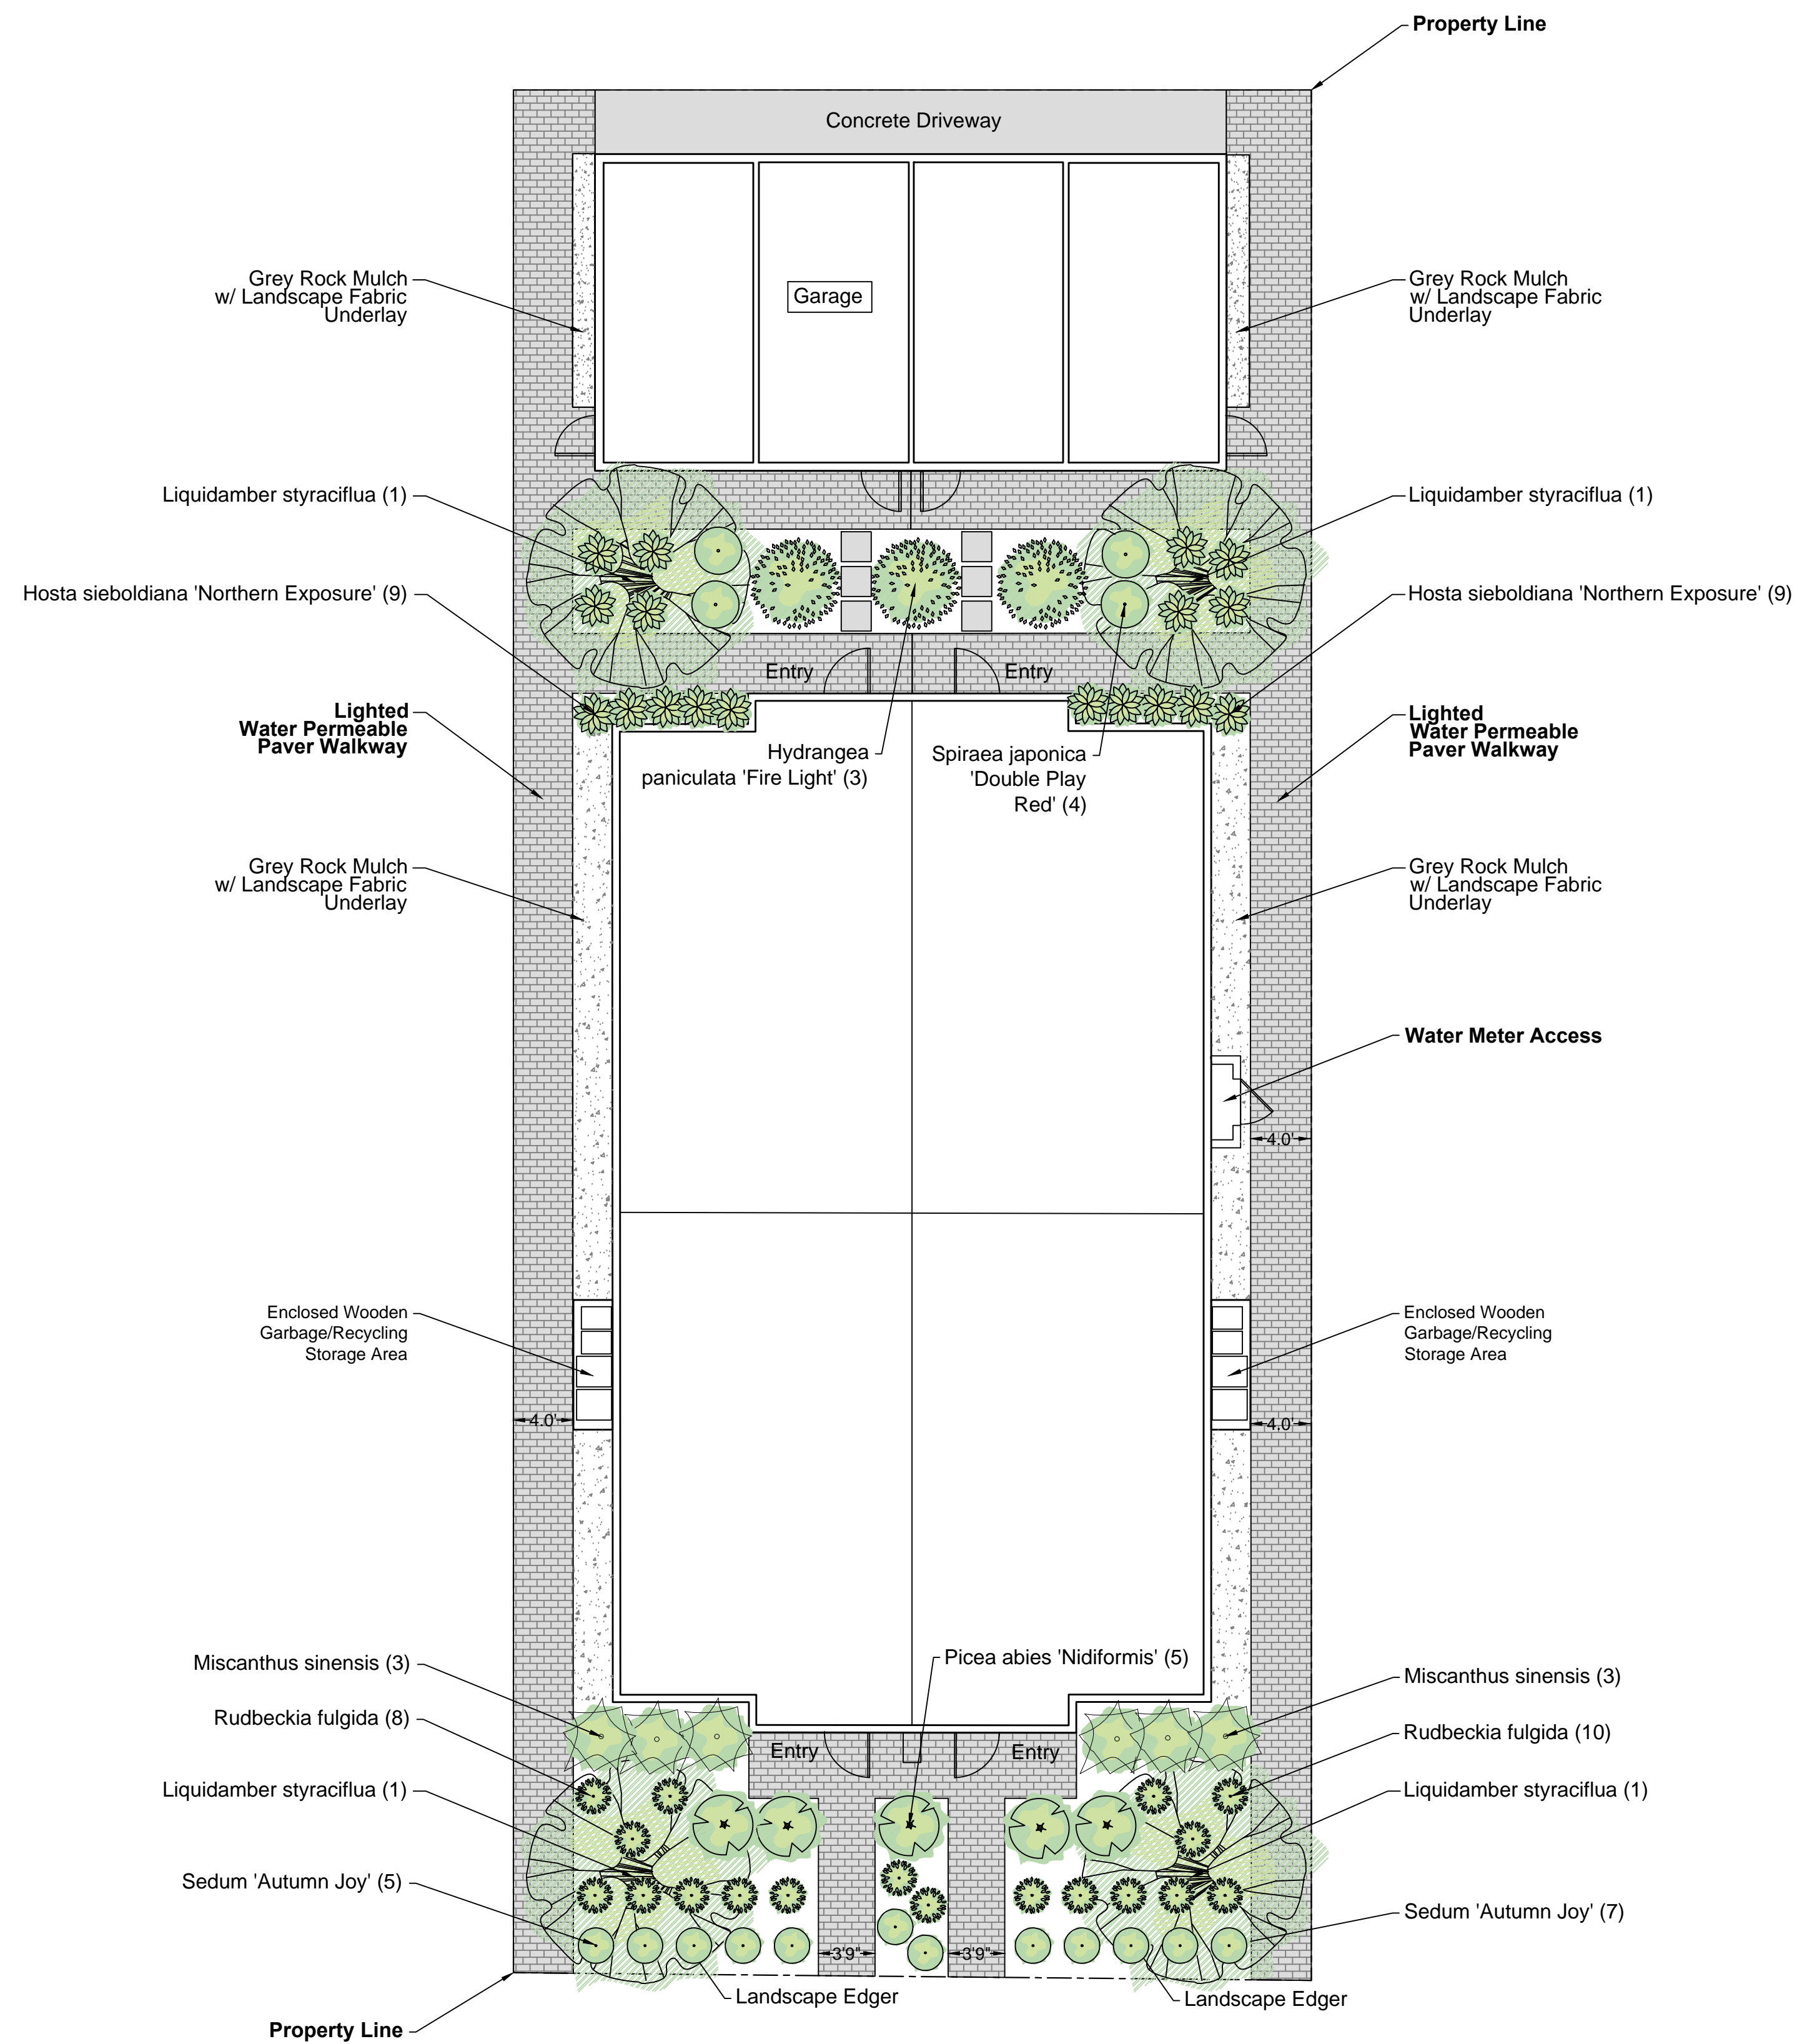 Property Line
Concrete Driveway
Grey Rock Mulch
w/ Landscape Fabric
Underlay
Garage
Grey Rock Mulch
w/ Landscape Fabric
Underlay
Liquidamber styraciflua (1)
Liquidamber styraciflua (1)
Hosta sieboldiana 'Northern Exposure' (9)
Hosta sieboldiana 'Northern Exposure' (9)
Entry
Entry
Lighted
Water Permeable
Paver Walkway
Lighted
Water Permeable
Paver Walkway
Hydrangea
paniculata 'Fire Light' (3)
Spiraea japonica
'Double Play
Red' (4)
Grey Rock Mulch
w/ Landscape Fabric
Underlay
Grey Rock Mulch
w/ Landscape Fabric
Underlay
Water Meter Access
4.0'
Enclosed Wooden
Garbage/Recycling
Storage Area
Enclosed Wooden
Garbage/Recycling
Storage Area
4.0'
4.0'
Miscanthus sinensis (3)
Picea abies 'Nidiformis' (5)
Miscanthus sinensis (3)
Rudbeckia fulgida (8)
Rudbeckia fulgida (10)
Entry
Entry
Liquidamber styraciflua (1)
Liquidamber styraciflua (1)
Sedum 'Autumn Joy' (5)
Sedum 'Autumn Joy' (7)
3'9"
3'9"
Landscape Edger
Landscape Edger
Property Line